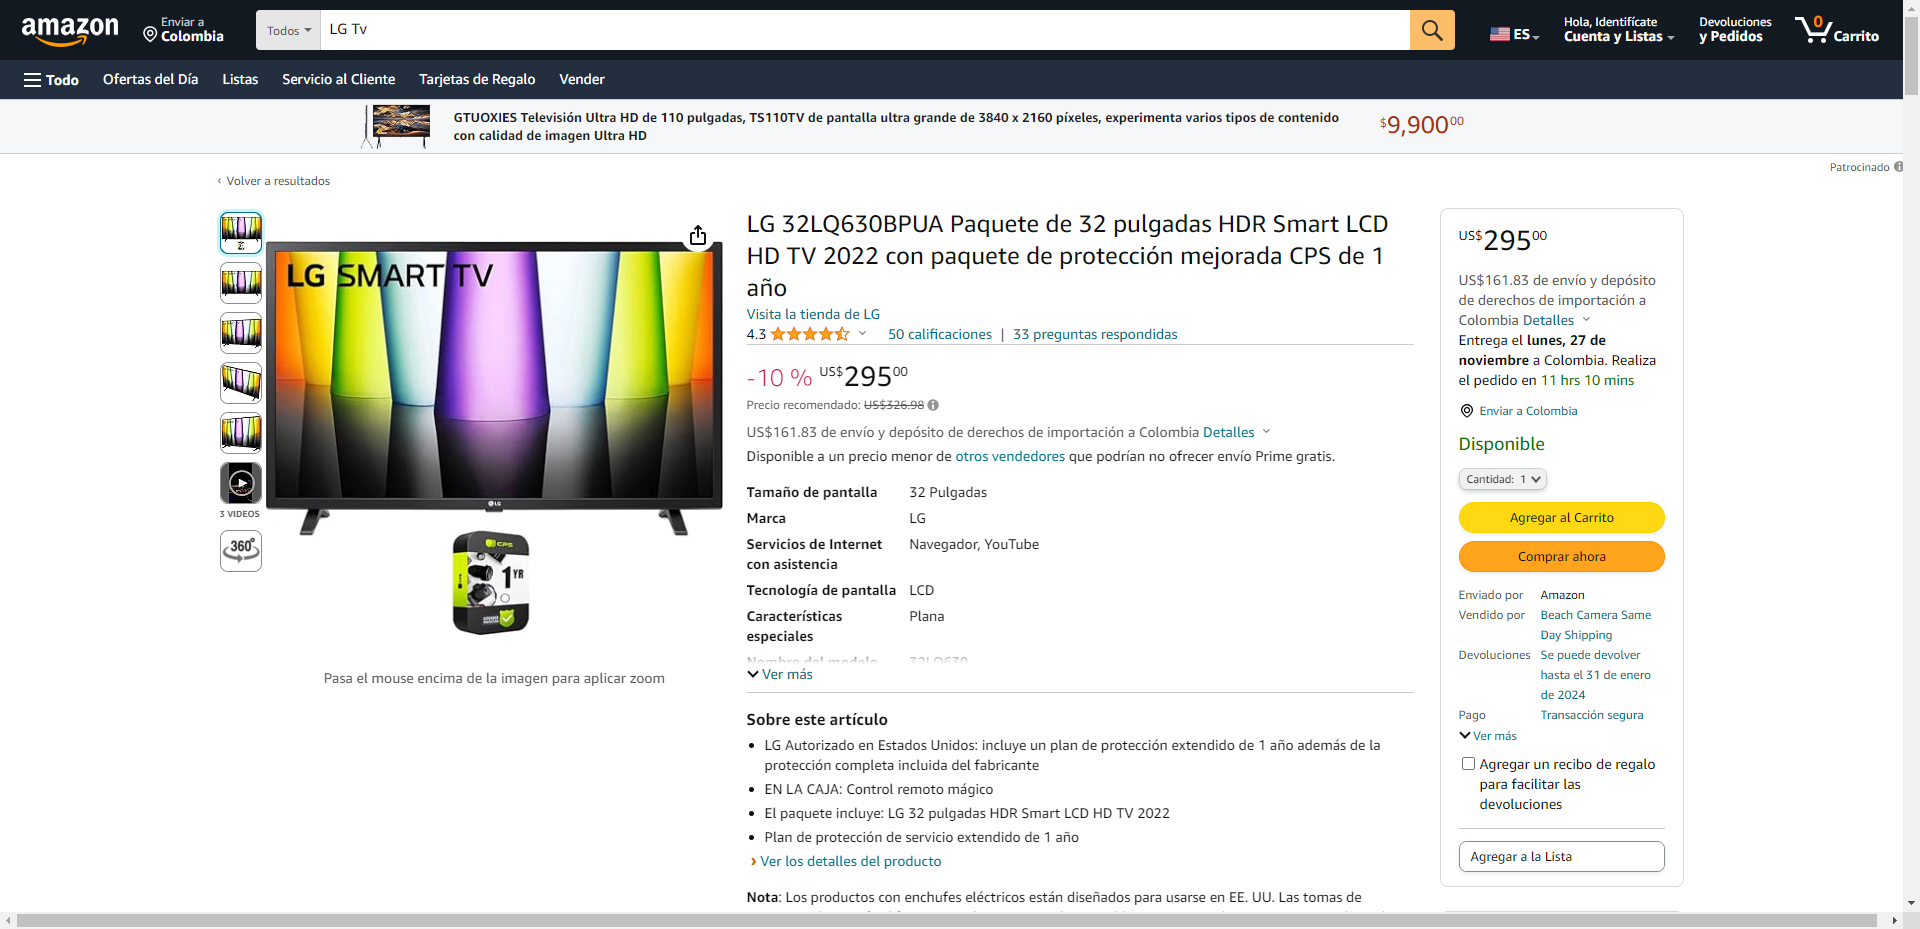 amazon
Enviar a
Colombia
Todos
LG Tv
ES
Hola, Identifícate
Cuenta y Listas
Devoluciones
y Pedidos
0
Carrito
Todo
Ofertas del Día
Listas
Servicio al Cliente
Tarjetas de Regalo
Vender
GTUOXIES Televisión Ultra HD de 110 pulgadas, TS110TV de pantalla ultra grande de 3840 x 2160 píxeles, experimenta varios tipos de contenido
con calidad de imagen Ultra HD
$9,90000
Patrocinado
‹ Volver a resultados
3 VIDEOS
360°
LG SMART TV
LG
CPS
1 YR
Pasa el mouse encima de la imagen para aplicar zoom
LG 32LQ630BPUA Paquete de 32 pulgadas HDR Smart LCD
HD TV 2022 con paquete de protección mejorada CPS de 1
año
Visita la tienda de LG
4.3
50 calificaciones | 33 preguntas respondidas
-10 % US$29500
Precio recomendado: US$326.98
US$161.83 de envío y depósito de derechos de importación a Colombia Detalles
Disponible a un precio menor de otros vendedores que podrían no ofrecer envío Prime gratis.
Tamaño de pantalla 32 Pulgadas
Marca LG
Servicios de Internet Navegador, YouTube
con asistencia
Tecnología de pantalla LCD
Características Plana
especiales
Nombre del modelo 32LQ630
Ver más
Sobre este artículo
• LG Autorizado en Estados Unidos: incluye un plan de protección extendido de 1 año además de la
protección completa incluida del fabricante
• EN LA CAJA: Control remoto mágico
• El paquete incluye: LG 32 pulgadas HDR Smart LCD HD TV 2022
• Plan de protección de servicio extendido de 1 año
› Ver los detalles del producto
Nota: Los productos con enchufes eléctricos están diseñados para usarse en EE. UU. Las tomas de
US$29500
US$161.83 de envío y depósito
de derechos de importación a
Colombia Detalles
Entrega el lunes, 27 de
noviembre a Colombia. Realiza
el pedido en 11 hrs 10 mins
Enviar a Colombia
Disponible
Cantidad: 1
Agregar al Carrito
Comprar ahora
Enviado por Amazon
Vendido por Beach Camera Same
Day Shipping
Devoluciones Se puede devolver
hasta el 31 de enero
de 2024
Pago Transacción segura
Ver más
Agregar un recibo de regalo
para facilitar las
devoluciones
Agregar a la Lista